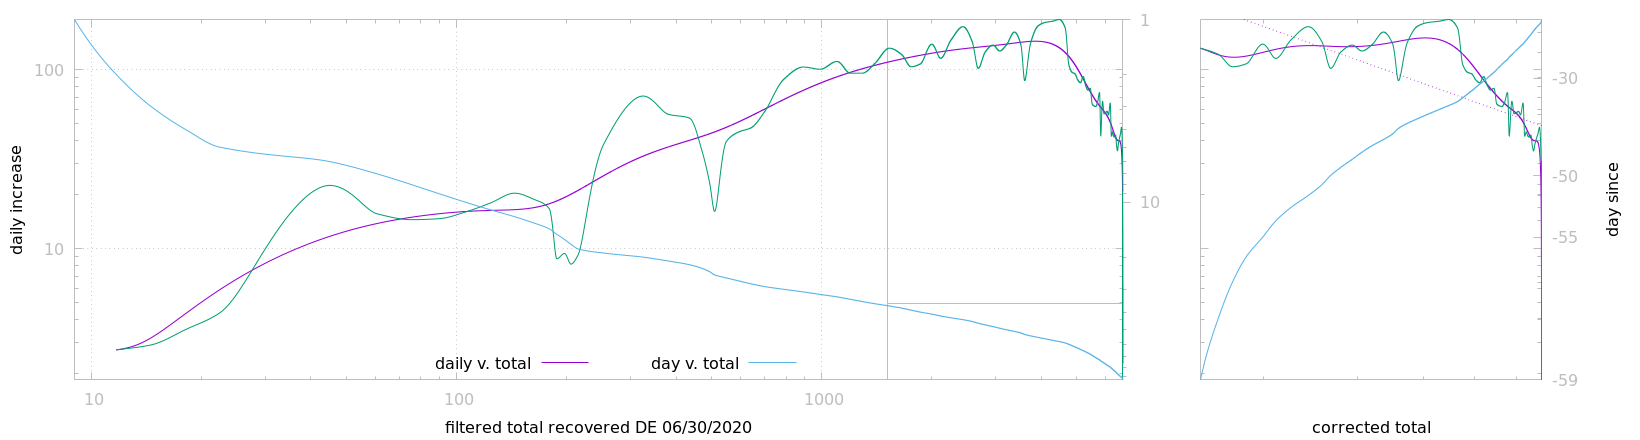 100
10
daily increase
daily v. total
day v. total
10
100
1000
filtered total recovered DE 06/30/2020
1
10
-30
-50
-55
-59
day since
corrected total